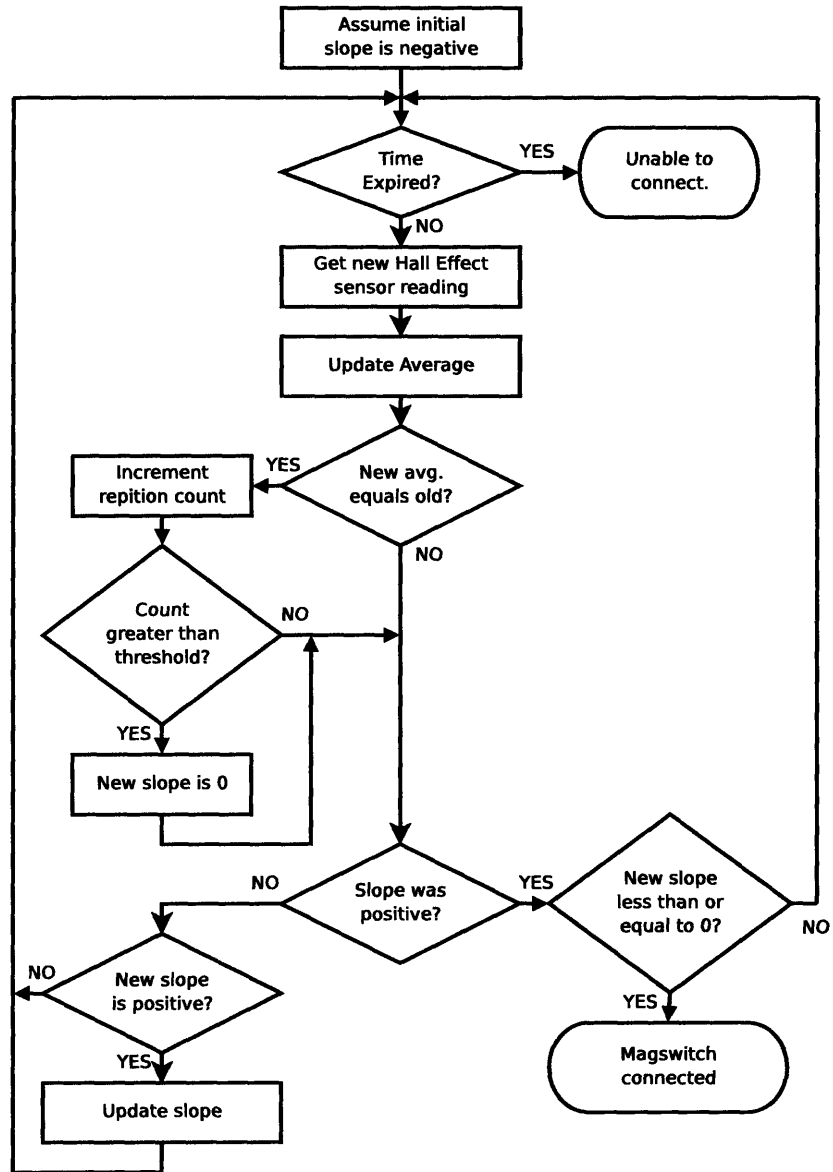 Assume initial
slope is negative
Time
Expired?
YES
Unable to
connect.
NO
Get new Hall Effect
sensor reading
Update Average
New avg.
equals old?
YES
Increment
repition count
NO
Count
greater than
threshold?
NO
YES
New slope is 0
Slope was
positive?
NO
YES
New slope
less than or
equal to 0?
NO
New slope
is positive?
NO
YES
Magswitch
connected
YES
Update slope